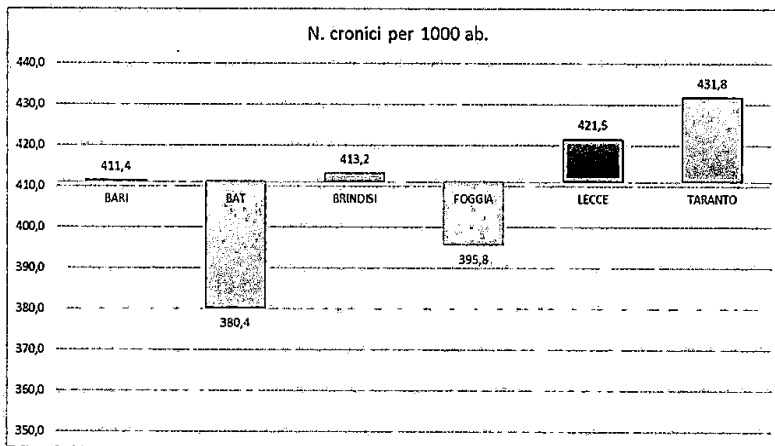 N. cronici per 1000 ab.
440,0
430,0
420,0
410,0
400,0
390,0
380,0
370,0
360,0
350,0
411,4
BARI
BAT
380,4
413,2
BRINDISI
FOGGIA
395,8
421,5
LECCE
431,8
TARANTO